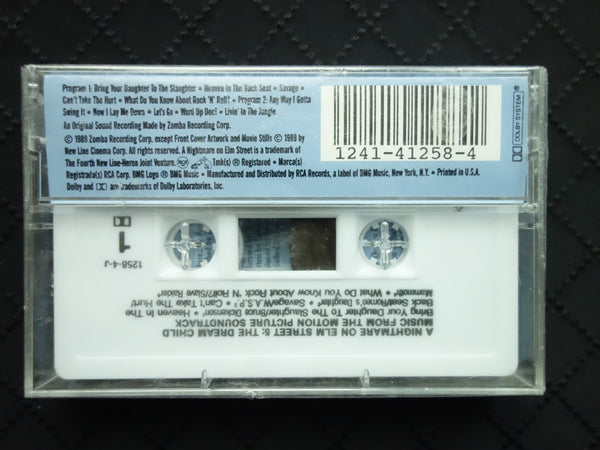 Program 1: Bring Your Daughter To The Slaughter • Heaven In The Back Seat • Savage •
Can't Take The Hurt • What Do You Know About Rock 'N' Roll? • Program 2: Any Way I Gotta
Swing It • Now I Lay Me Down • Let's Go • Word Up Doc! • Livin' In The Jungle
An Original Sound Recording Made by Zomba Recording Corp.
© 1989 Zomba Recording Corp. except Front Cover Artwork and Movie Stills © 1989 by
New Line Cinema Corp. All rights reserved. A Nightmare on Elm Street is a trademark of
The Fourth New Line-Heron Joint Venture. RCA Tmk(s) ® Registered • Marca(s)
Registrada(s) RCA Corp. BMG Logo ® BMG Music • Manufactured and Distributed by RCA Records, a label of BMG Music, New York, N.Y. • Printed in U.S.A.
Dolby and are trademarks of Dolby Laboratories, Inc.
1241-41258-4
DOLBY SYSTEM®
1
1258-4-J
A NIGHTMARE ON ELM STREET 5: THE DREAM CHILD
MUSIC FROM THE MOTION PICTURE SOUNDTRACK
Bring Your Daughter To The Slaughter/Bruce Dickinson¹ Heaven In The
Back Seat/Romeo's Daughter² Savage/W.A.S.P.³ Can't Take The Hurt/
Mammoth⁴ What Do You Know About Rock 'N Roll?/Slave Raider